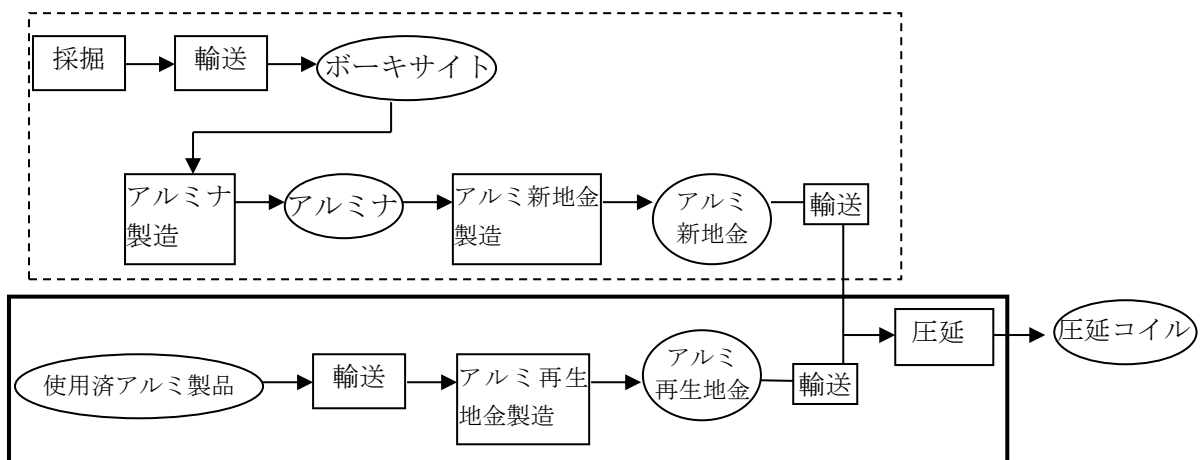 採掘
輸送
ボーキサイト
アルミナ
製造
アルミナ
アルミ新地金
製造
アルミ
新地金
輸送
使用済アルミ製品
輸送
アルミ再生
地金製造
アルミ
再生地金
輸送
圧延
圧延コイル